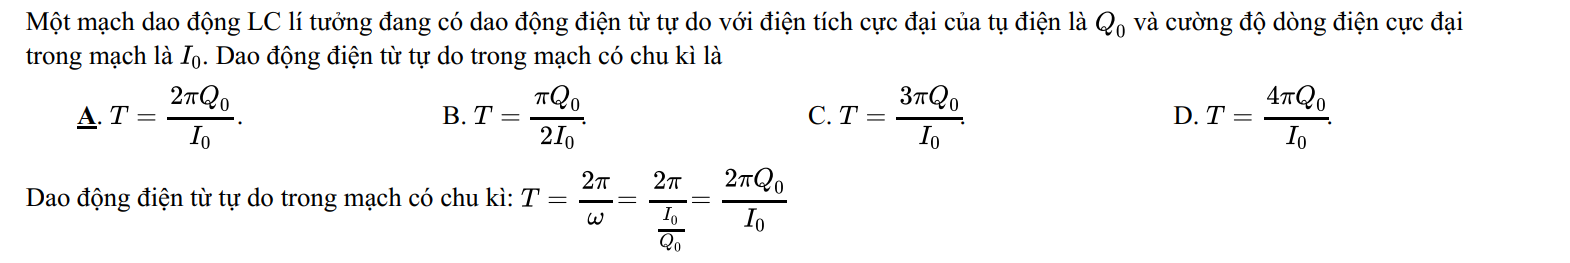 Một mạch dao động LC lí tưởng đang có dao động điện từ tự do với điện tích cực đại của tụ điện là $Q_0$ và cường độ dòng điện cực đại
trong mạch là $I_0$. Dao động điện từ tự do trong mạch có chu kì là
A. $T = \frac{2\pi Q_0}{I_0}$. B. $T = \frac{\pi Q_0}{2I_0}$. C. $T = \frac{3\pi Q_0}{I_0}$. D. $T = \frac{4\pi Q_0}{I_0}$.
Dao động điện từ tự do trong mạch có chu kì: $T = \frac{2\pi}{\omega} = \frac{2\pi}{\frac{I_0}{Q_0}} = \frac{2\pi Q_0}{I_0}$